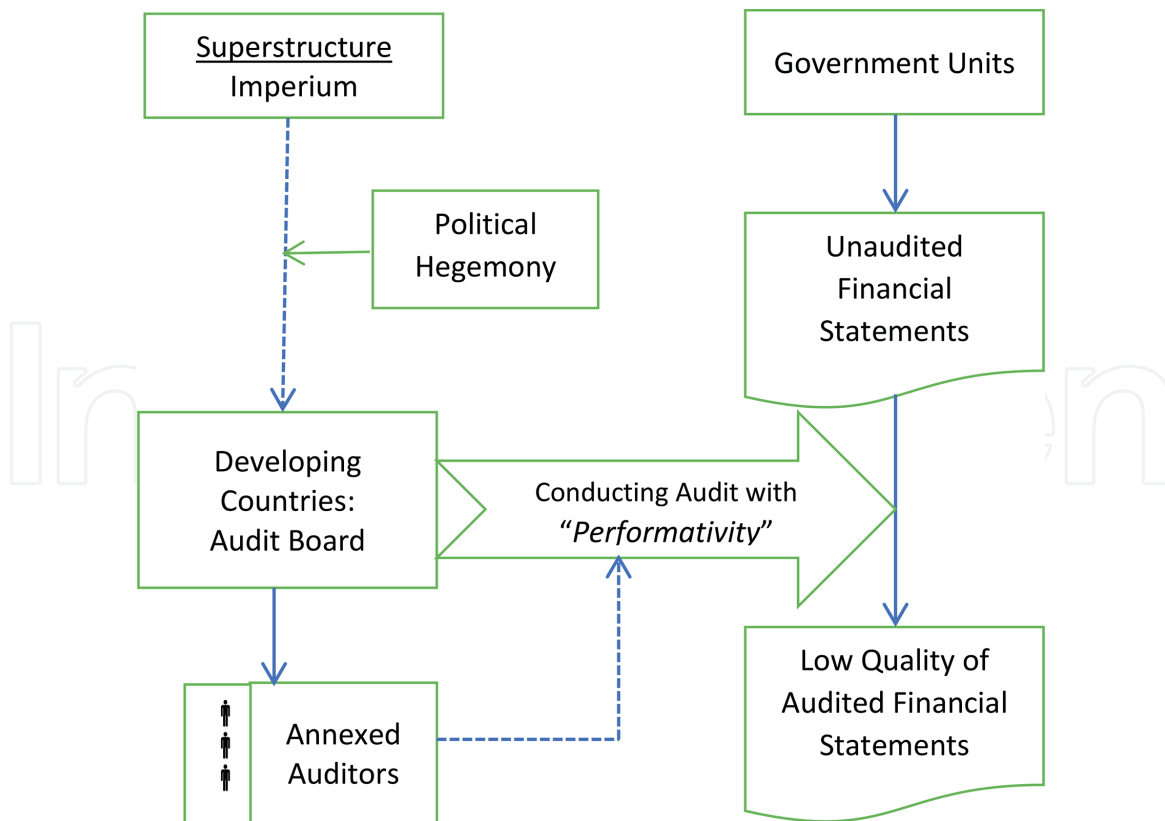 Superstructure
Imperium
Government Units
Political
Hegemony
Unaudited
Financial
Statements
Developing
Countries:
Audit Board
Conducting Audit with
“Performativity”
Annexed
Auditors
Low Quality of
Audited Financial
Statements